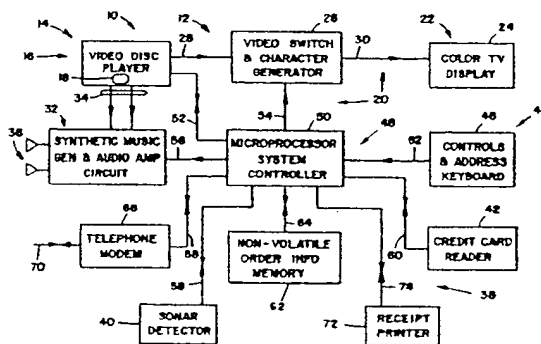 10
12
14
16
VIDEO DISC
PLAYER
18
34
28
26
VIDEO SWITCH
& CHARACTER
GENERATOR
30
22
24
COLOR TV
DISPLAY
20
32
36
SYNTHETIC MUSIC
GEN & AUDIO AMP
CIRCUIT
52
56
54
50
MICROPROCESSOR
SYSTEM
CONTROLLER
48
62
46
4
CONTROLS
& ADDRESS
KEYBOARD
66
TELEPHONE
MODEM
70
68
58
64
NON-VOLATILE
ORDER INFO
MEMORY
62
60
42
CREDIT CARD
READER
38
40
SONAR
DETECTOR
74
72
RECEIPT
PRINTER